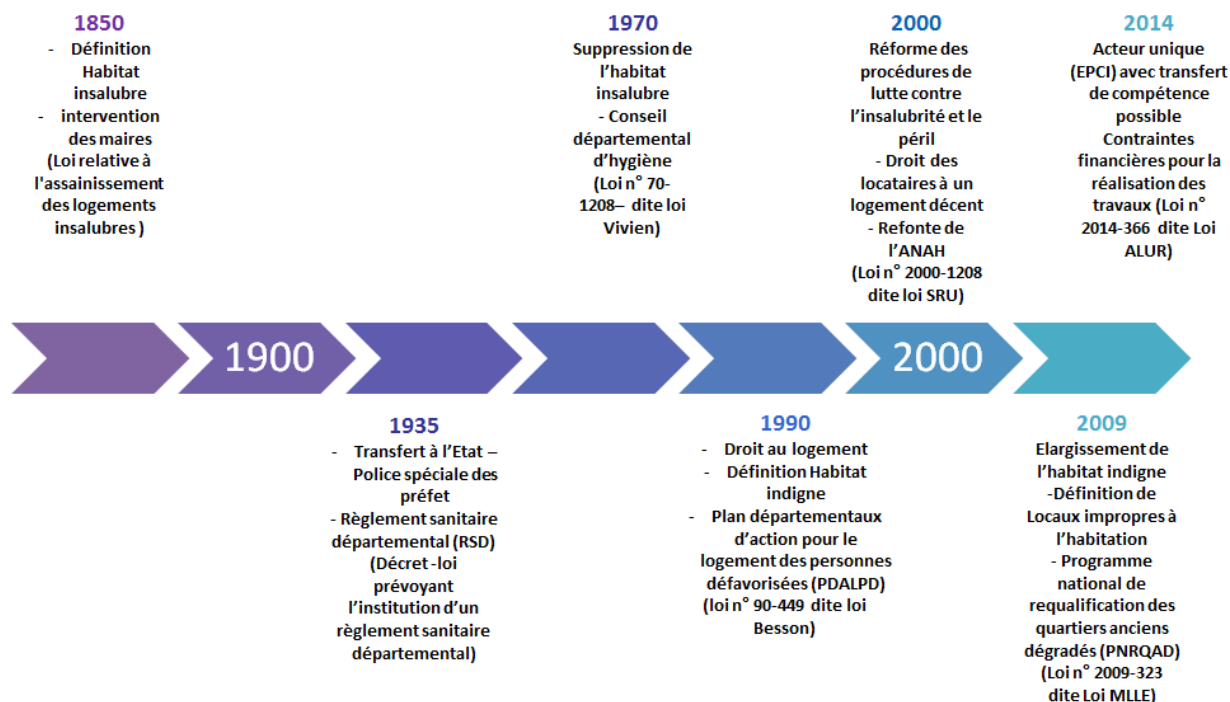 1850
- Définition
Habitat
insalubre
- intervention
des maires
(Loi relative à
l'assainissement
des logements
insalubres )
1970
Suppression de
l’habitat
insalubre
- Conseil
départemental
d’hygiène
(Loi n° 70-
1208– dite loi
Vivien)
2000
Réforme des
procédures de
lutte contre
l’insalubrité et le
péril
- Droit des
locataires à un
logement décent
- Refonte de
l’ANAH
(Loi n° 2000-1208
dite loi SRU)
2014
Acteur unique
(EPCI) avec transfert
de compétence
possible
Contraintes
financières pour la
réalisation des
travaux (Loi n°
2014-366 dite Loi
ALUR)
1900
2000
1935
- Transfert à l’Etat –
Police spéciale des
préfet
- Règlement sanitaire
départemental (RSD)
(Décret -loi
prévoyant
l’institution d’un
règlement sanitaire
départemental)
1990
- Droit au logement
- Définition Habitat
indigne
- Plan départementaux
d’action pour le
logement des personnes
défavorisées (PDALPD)
(loi n° 90-449 dite loi
Besson)
2009
Elargissement de
l’habitat indigne
-Définition de
Locaux impropres à
l’habitation
- Programme
national de
requalification des
quartiers anciens
dégradés (PNRQAD)
(Loi n° 2009-323
dite Loi MLLE)